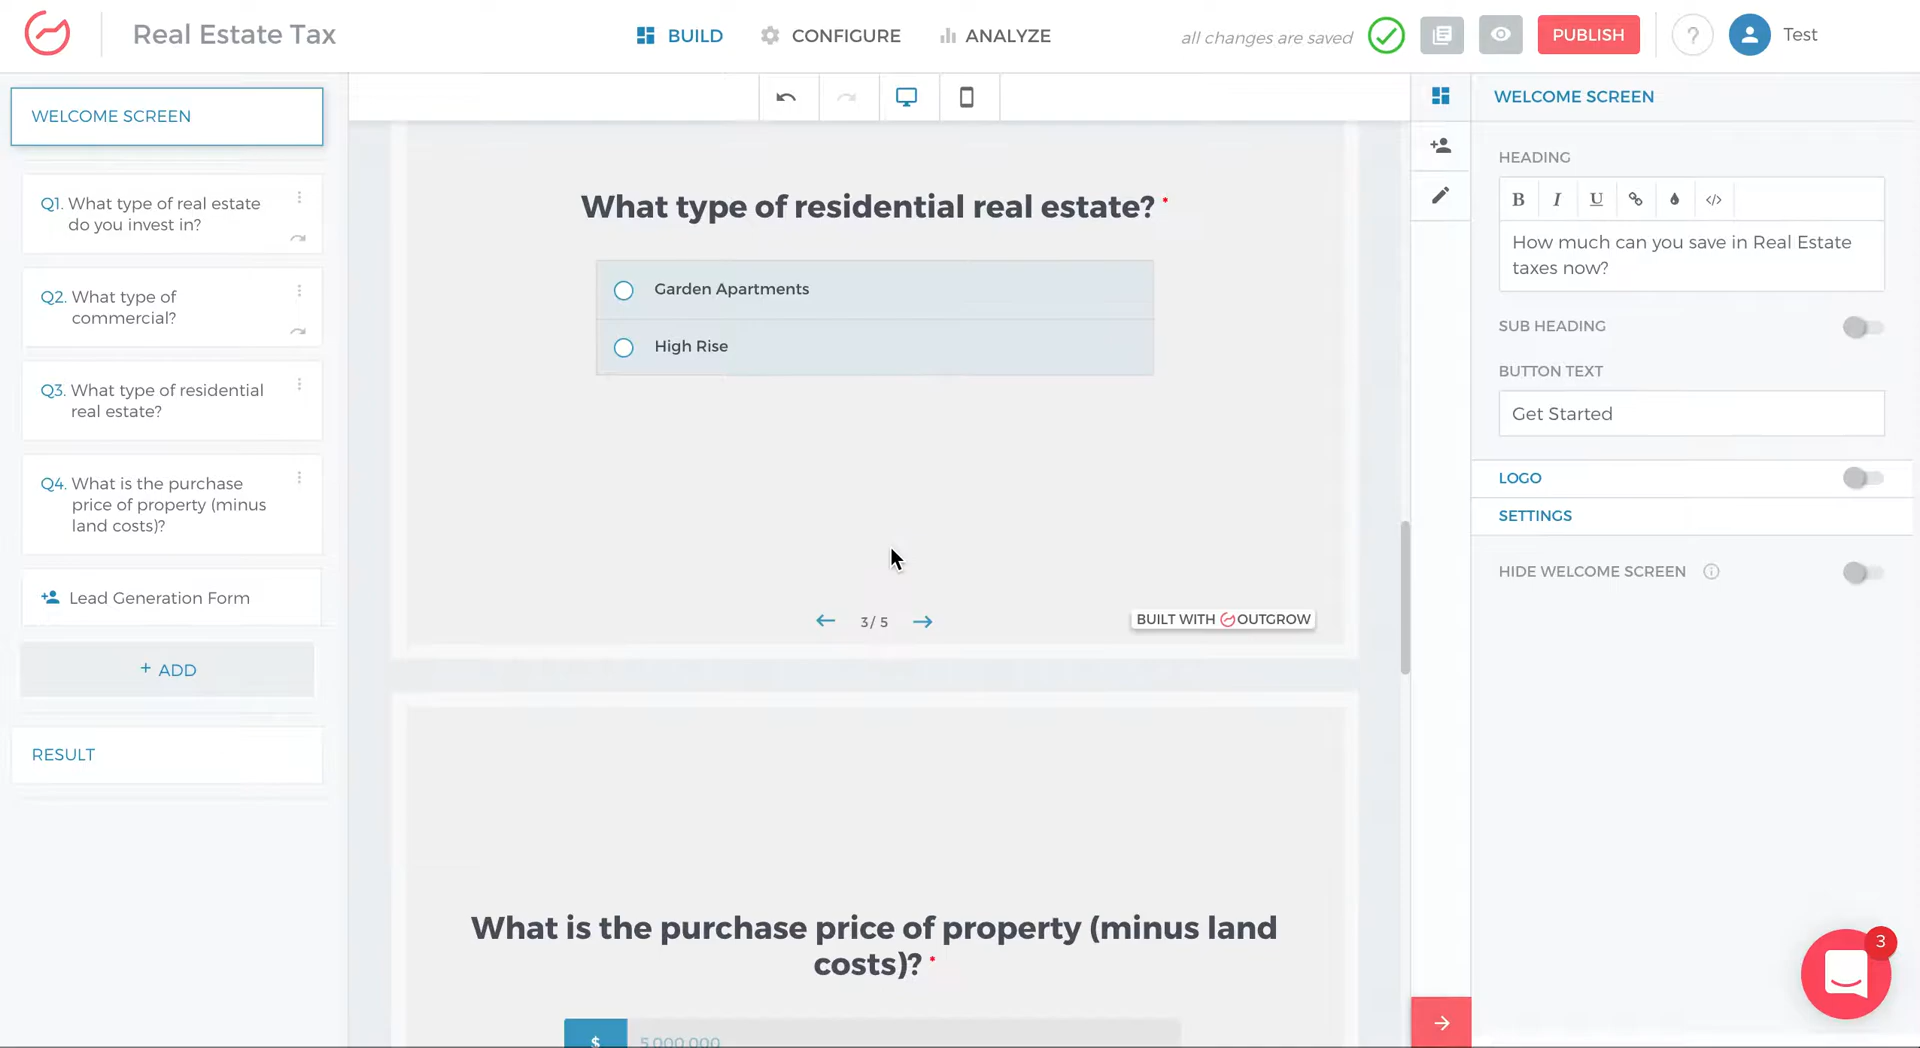 Real Estate Tax
BUILD
CONFIGURE
ANALYZE
all changes are saved
PUBLISH
?
Test
WELCOME SCREEN
Q1. What type of real estate
do you invest in?
Q2. What type of
commercial?
Q3. What type of residential
real estate?
Q4. What is the purchase
price of property (minus
land costs)?
Lead Generation Form
+ ADD
RESULT
What type of residential real estate? *
Garden Apartments
High Rise
← 3/ 5 →
BUILT WITH OUTGROW
What is the purchase price of property (minus land
costs)? *
$ 5,000,000
WELCOME SCREEN
HEADING
B I U </>
How much can you save in Real Estate
taxes now?
SUB HEADING
BUTTON TEXT
Get Started
LOGO
SETTINGS
HIDE WELCOME SCREEN
3